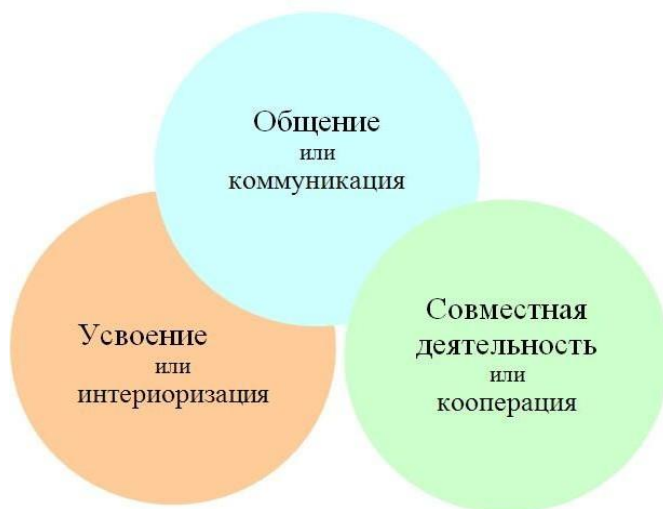 Общение
или
коммуникация
Усвоение
или
интериоризация
Совместная
деятельность
или
кооперация